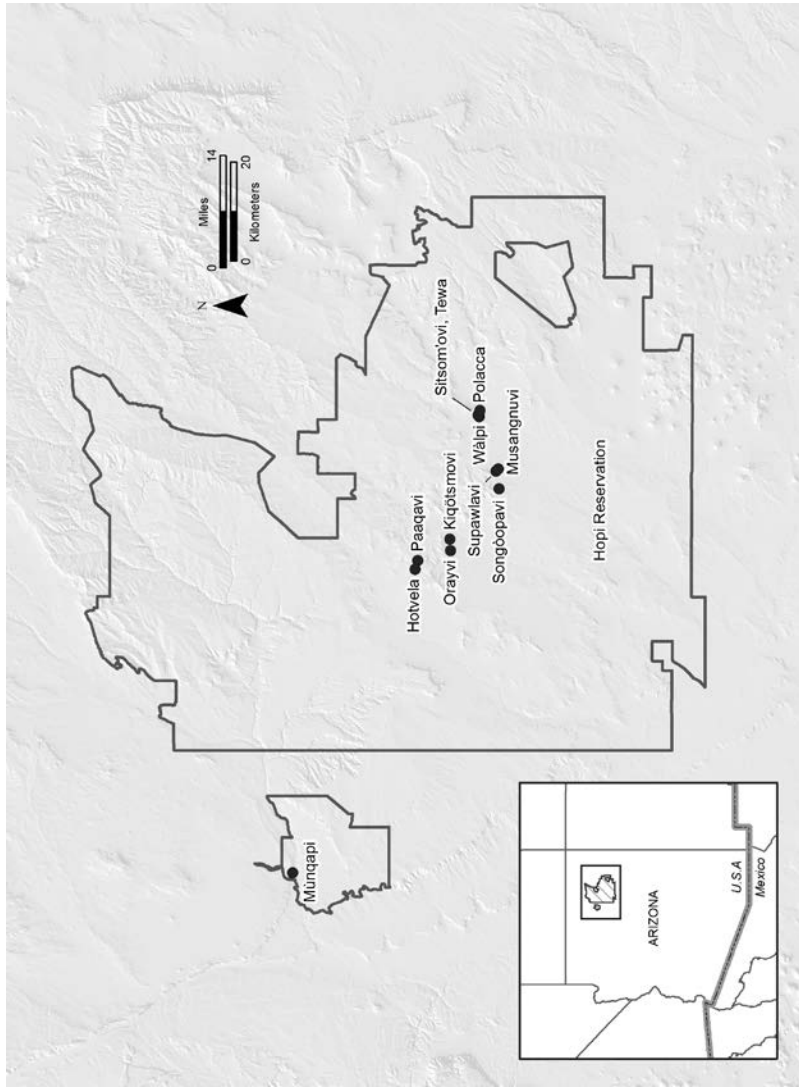 N
Miles
0
14
0
20
Kilometers
Mùnqapi
Hotvela
Paaqavi
Orayvi
Kiqötsmovi
Sitsom'ovi, Tewa
Wàlpi
Polacca
Supawlavi
Musangnuvi
Songòopavi
Hopi Reservation
ARIZONA
U.S.A
Mexico